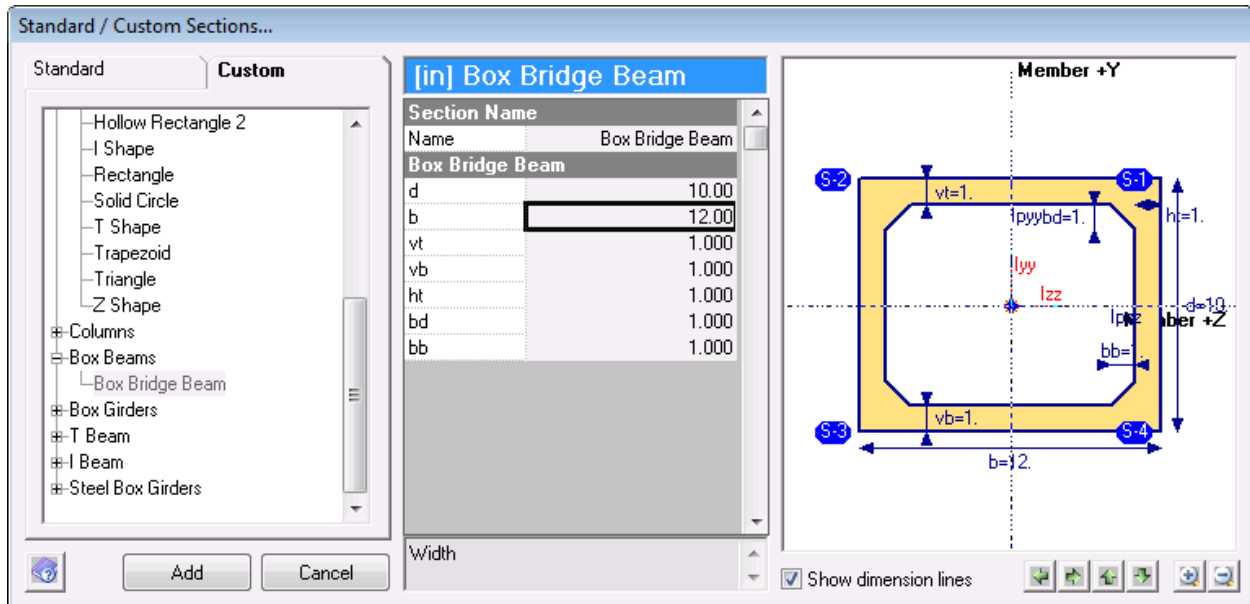 Standard / Custom Sections...
Standard
Custom
Hollow Rectangle 2
I Shape
Rectangle
Solid Circle
T Shape
Trapezoid
Triangle
Z Shape
Columns
Box Beams
Box Bridge Beam
Box Girders
T Beam
I Beam
Steel Box Girders
Add
Cancel
[in] Box Bridge Beam
Section Name
Name Box Bridge Beam
Box Bridge Beam
d 10.00
b 12.00
vt 1.000
vb 1.000
ht 1.000
bd 1.000
bb 1.000
Width
Member +Y
S-2
S-1
vt=1.
bd=1.
ht=1.
Iyy
Izz
d=10.
+Z
bb=1.
vb=1.
S-3
S-4
b=12.
Show dimension lines